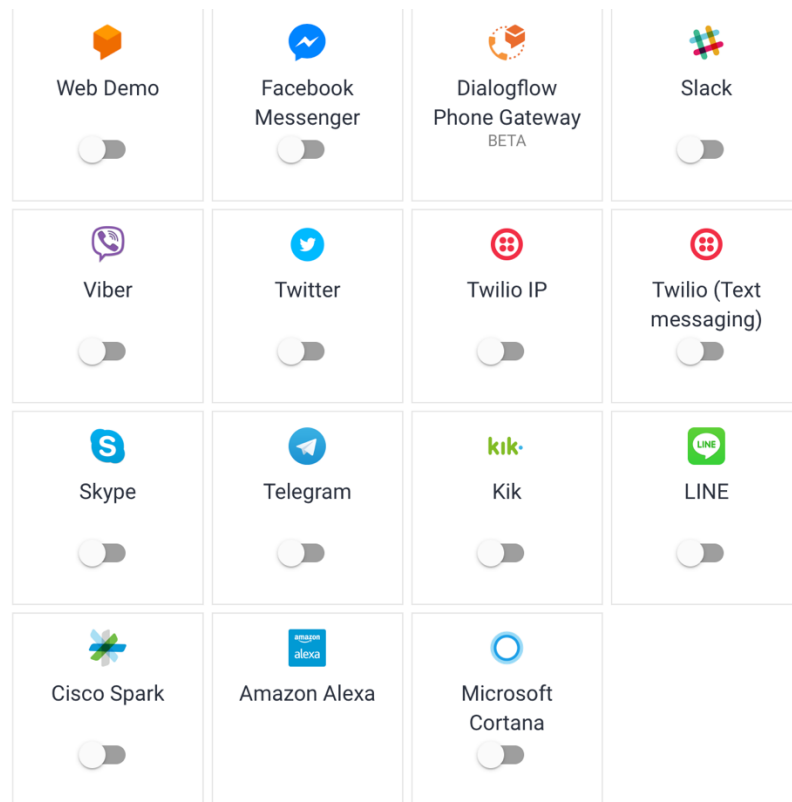 Web Demo
Facebook
Messenger
Dialogflow
Phone Gateway
BETA
Slack
Viber
Twitter
Twilio IP
Twilio (Text
messaging)
S
Skype
Telegram
kik
Kik
LINE
LINE
Cisco Spark
amazon
alexa
Amazon Alexa
Microsoft
Cortana